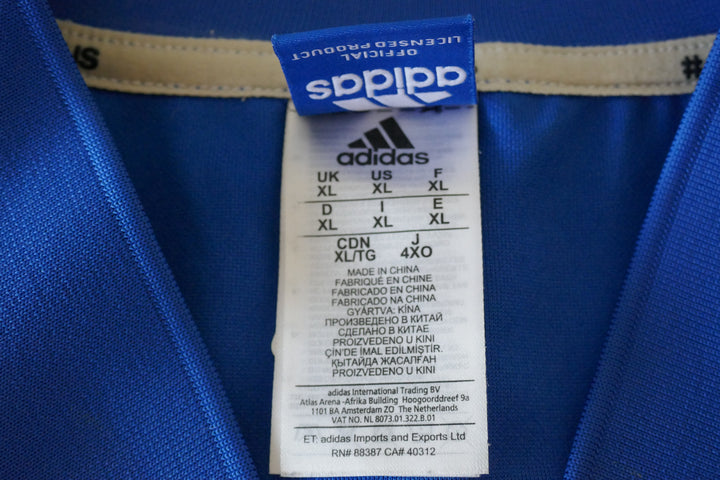 US
#
OFFICIAL
LICENSED PRODUCT
adidas
adidas
UK US F
XL XL XL
D I E
XL XL XL
CDN J
XL/TG 4XO
MADE IN CHINA
FABRIQUÉ EN CHINE
FABRICADO EN CHINA
FABRICADO NA CHINA
GYÁRTVA: KÍNA
ПРОИЗВЕДЕНО В КИТАЙ
СДЕЛАНО В КИТАЕ
PROIZVEDENO U KINI
ÇİN'DE İMAL EDİLMİŞTİR.
ҚЫТАЙДА ЖАСАЛҒАН
PROIZVEDENO U KINI
adidas International Trading BV
Atlas Arena -Afrika Building Hoogoorddreef 9a
1101 BA Amsterdam ZO The Netherlands
VAT NO. NL 8073.01.322.B.01
ET: adidas Imports and Exports Ltd
RN# 88387 CA# 40312